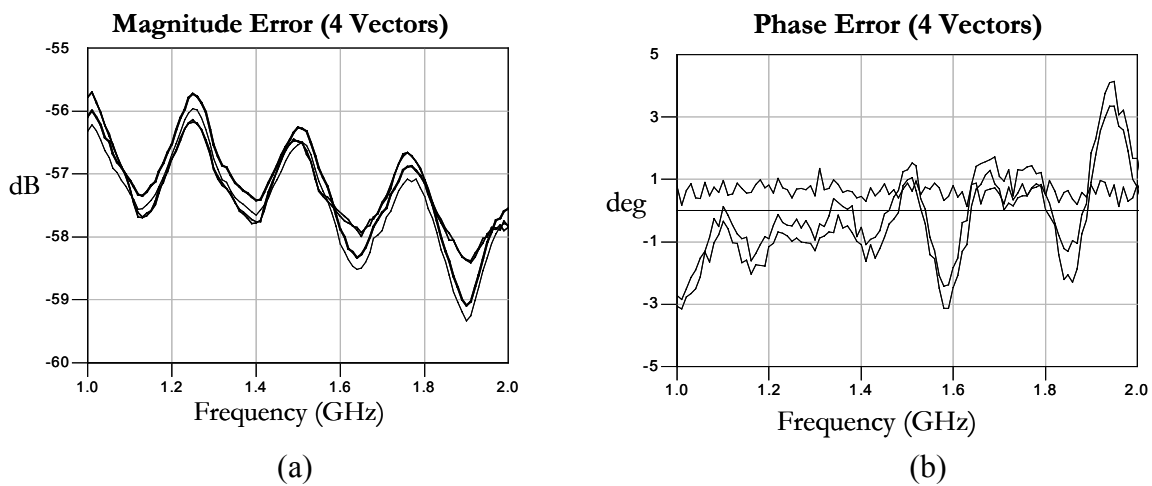 Magnitude Error (4 Vectors)
-55
-56
-57
-58
-59
-60
dB
1.0 1.2 1.4 1.6 1.8 2.0
Frequency (GHz)
(a)
Phase Error (4 Vectors)
5
3
1
-1
-3
-5
deg
1.0 1.2 1.4 1.6 1.8 2.0
Frequency (GHz)
(b)